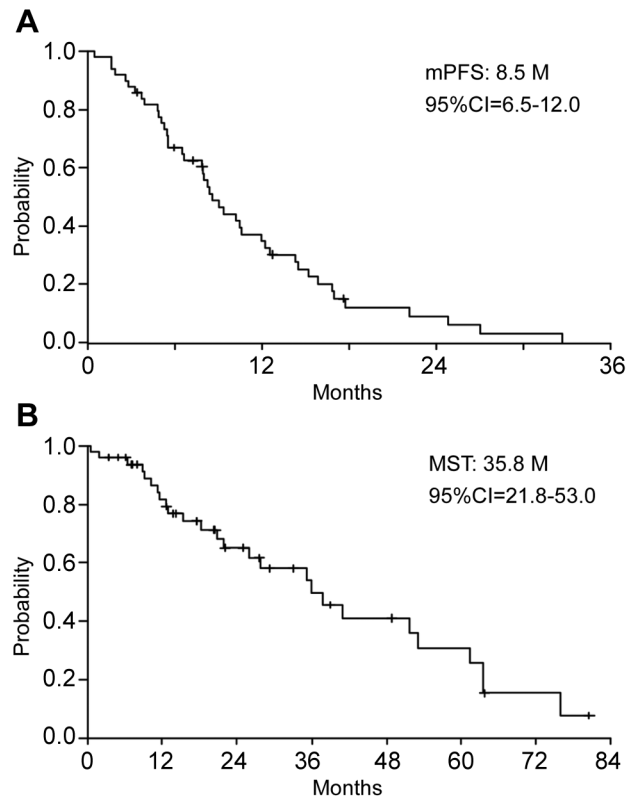 A
1.0
0.8
0.6
0.4
0.2
0.0
Probability
mPFS: 8.5 M
95%CI=6.5-12.0
0 12 24 36
Months
B
1.0
0.8
0.6
0.4
0.2
0.0
Probability
MST: 35.8 M
95%CI=21.8-53.0
0 12 24 36 48 60 72 84
Months